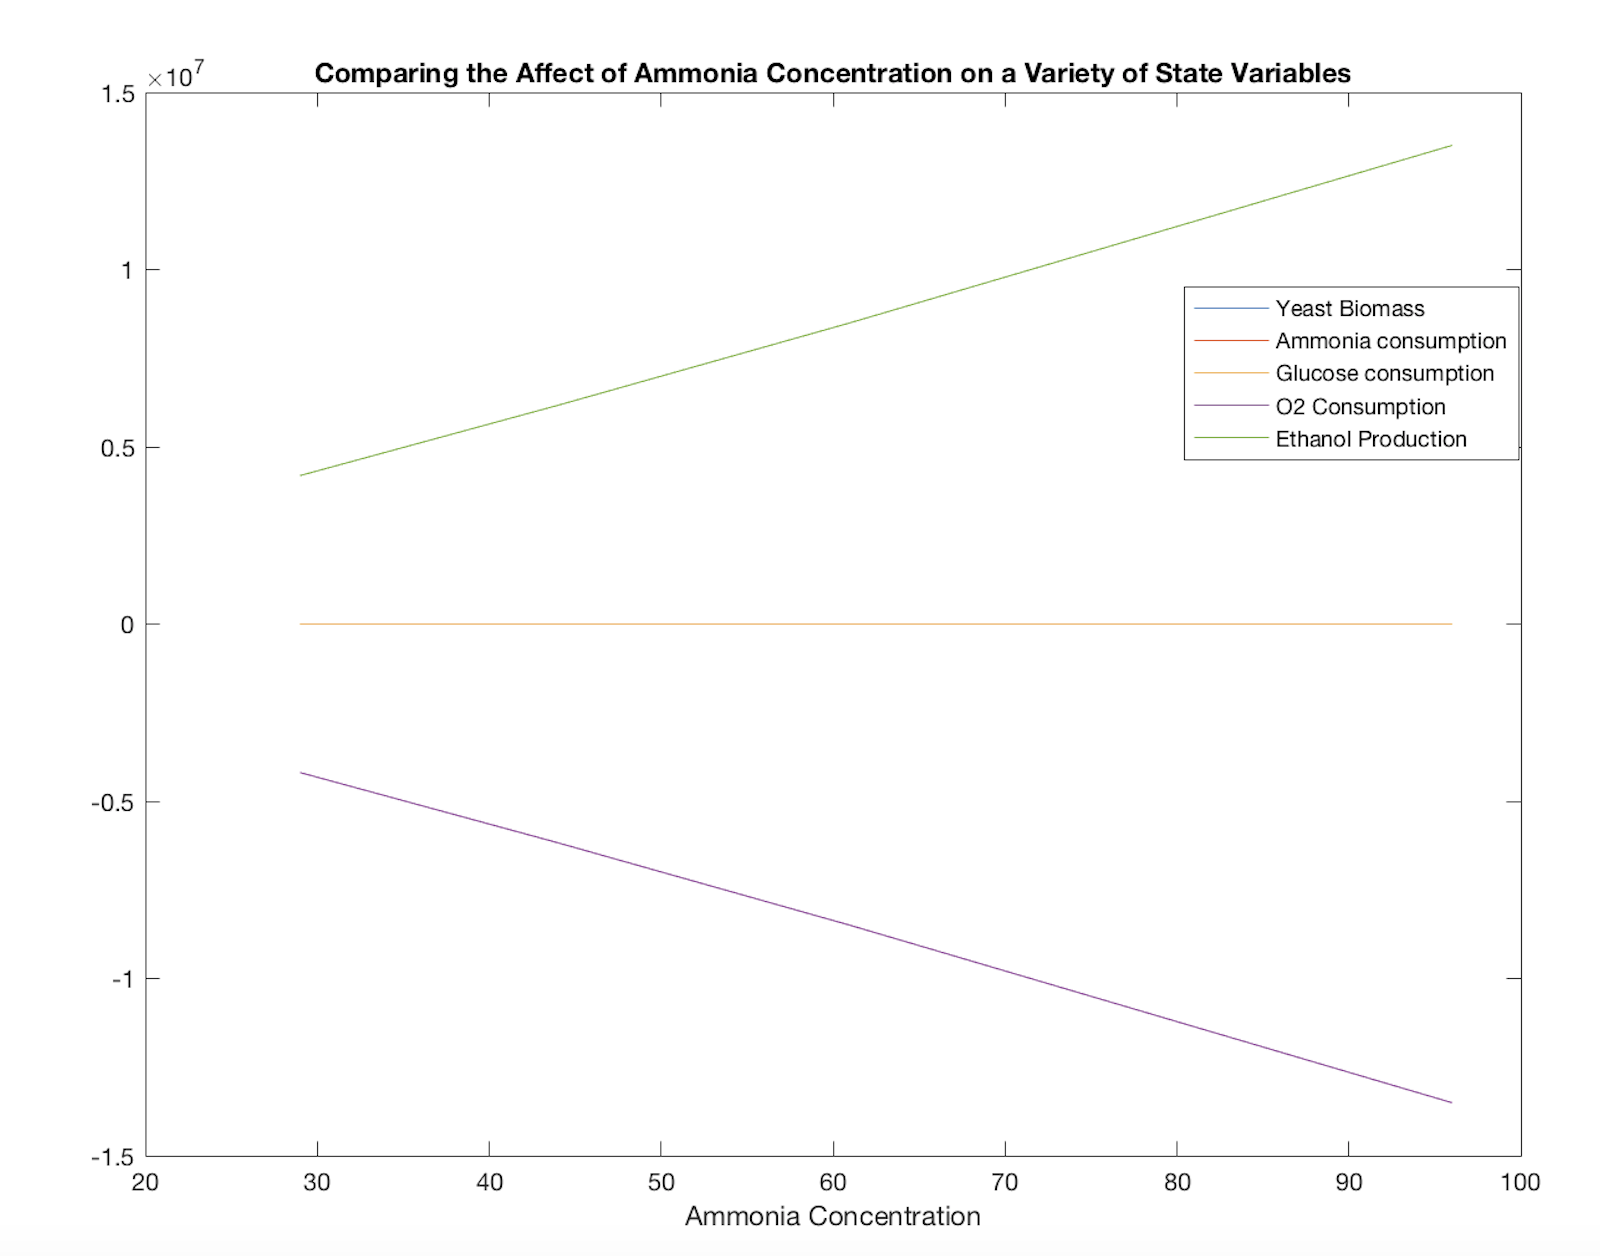 Comparing the Affect of Ammonia Concentration on a Variety of State Variables
×10⁷
1.5
1
0.5
0
-0.5
-1
-1.5
Yeast Biomass
Ammonia consumption
Glucose consumption
O2 Consumption
Ethanol Production
20 30 40 50 60 70 80 90 100
Ammonia Concentration